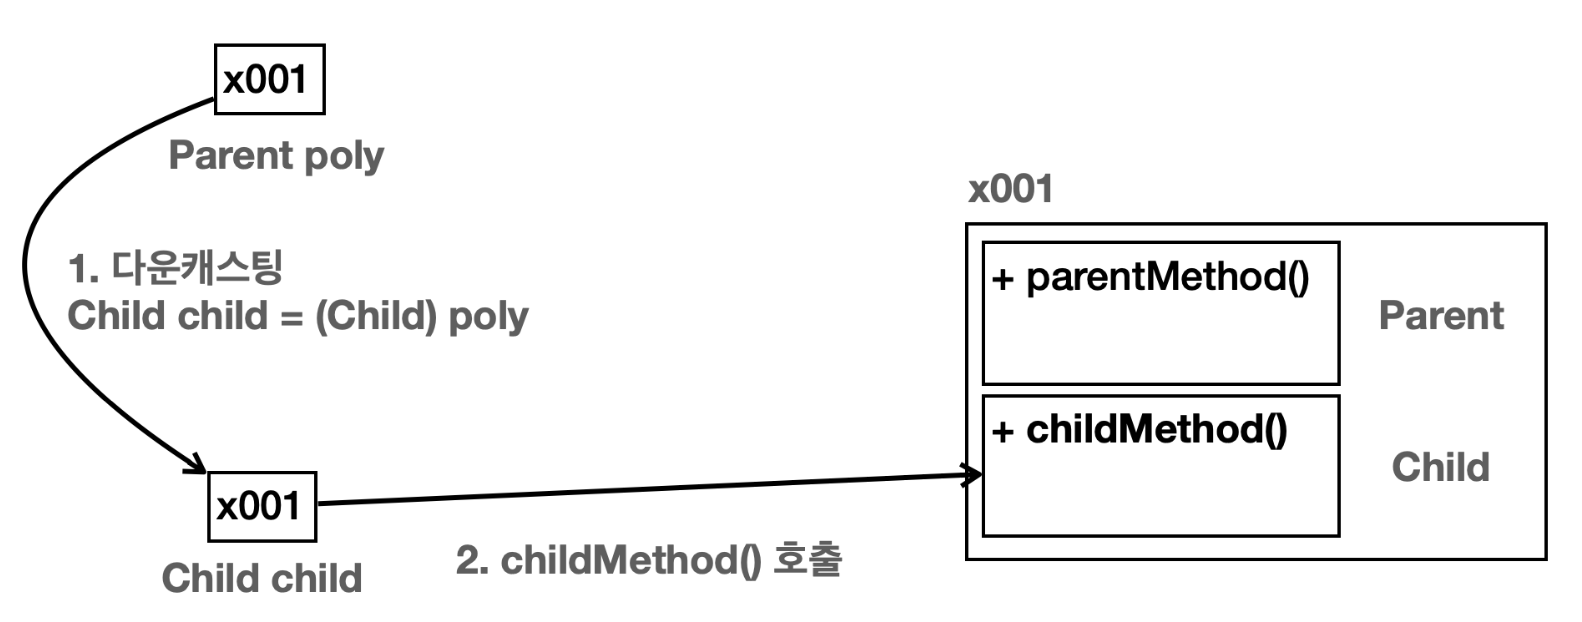 x001
Parent poly
1. 다운캐스팅
Child child = (Child) poly
x001
Child child
2. childMethod() 호출
x001
+ parentMethod()
Parent
+ childMethod()
Child